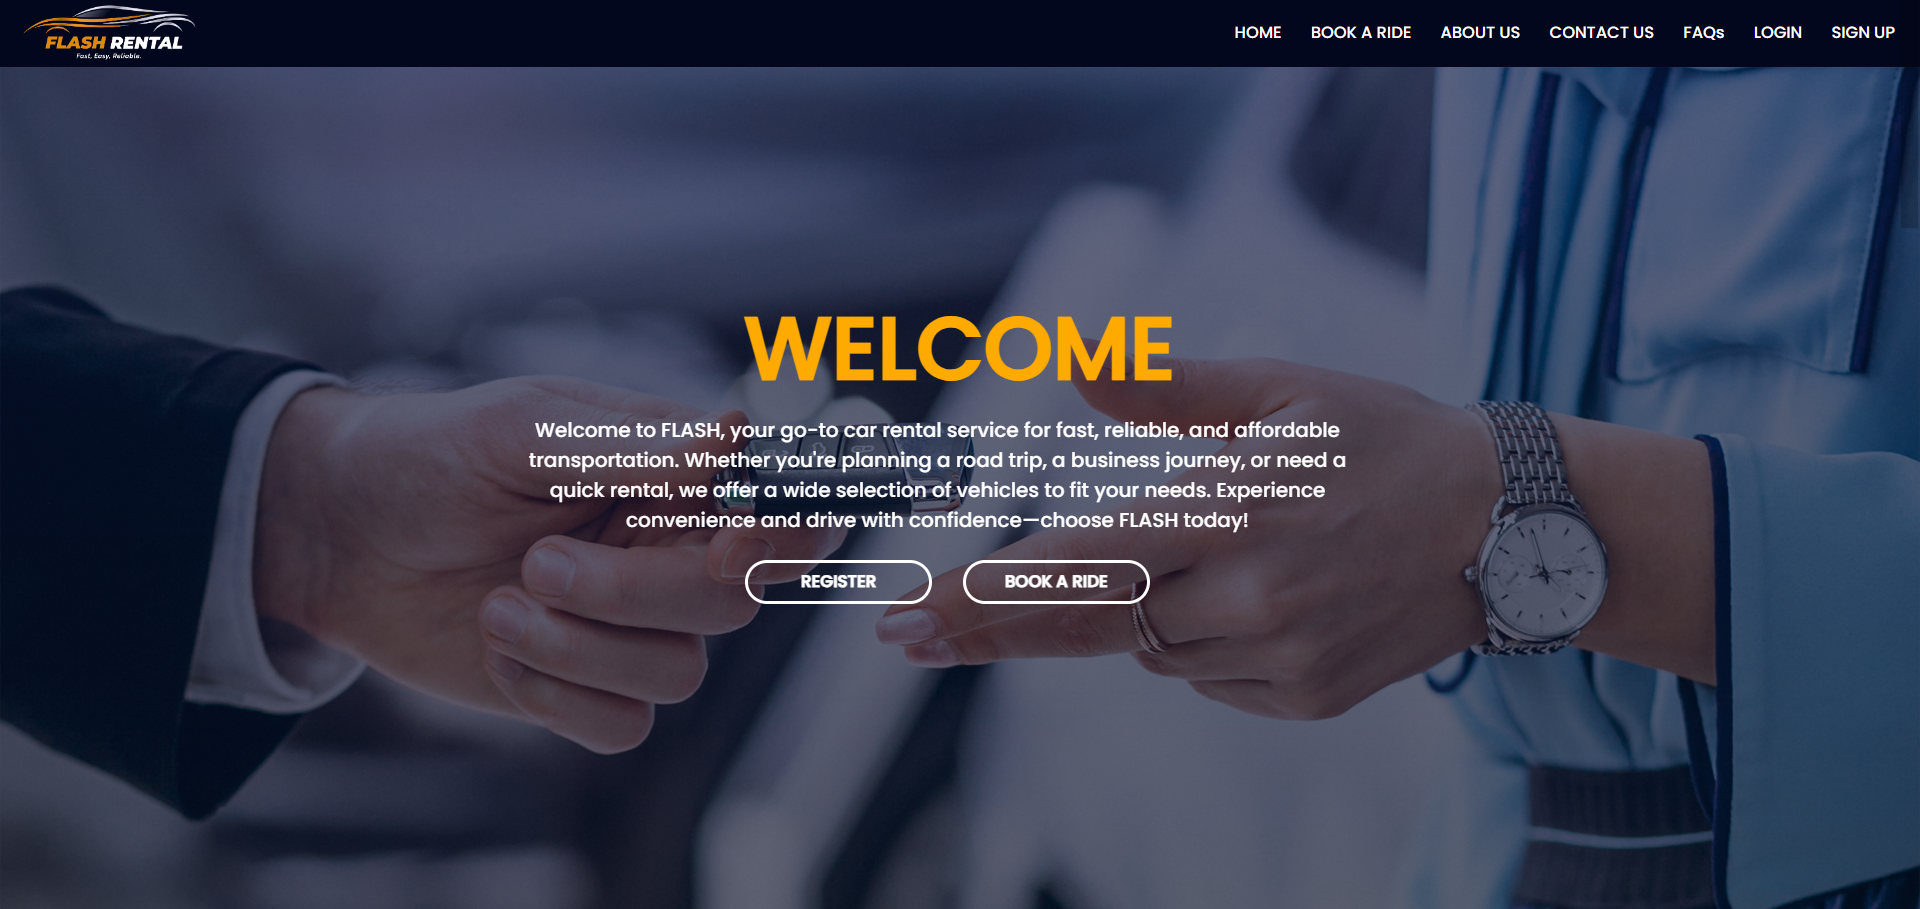 FLASH RENTAL
Fast, Easy, Reliable.
HOME BOOK A RIDE ABOUT US CONTACT US FAQs LOGIN SIGN UP
WELCOME
Welcome to FLASH, your go-to car rental service for fast, reliable, and affordable
transportation. Whether you're planning a road trip, a business journey, or need a
quick rental, we offer a wide selection of vehicles to fit your needs. Experience
convenience and drive with confidence—choose FLASH today!
REGISTER BOOK A RIDE